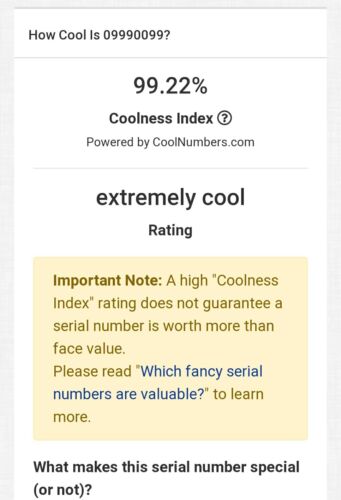 How Cool Is 09990099?
99.22%
Coolness Index ?
Powered by CoolNumbers.com
extremely cool
Rating
Important Note: A high "Coolness
Index" rating does not guarantee a
serial number is worth more than
face value.
Please read "Which fancy serial
numbers are valuable?" to learn
more.
What makes this serial number special
(or not)?